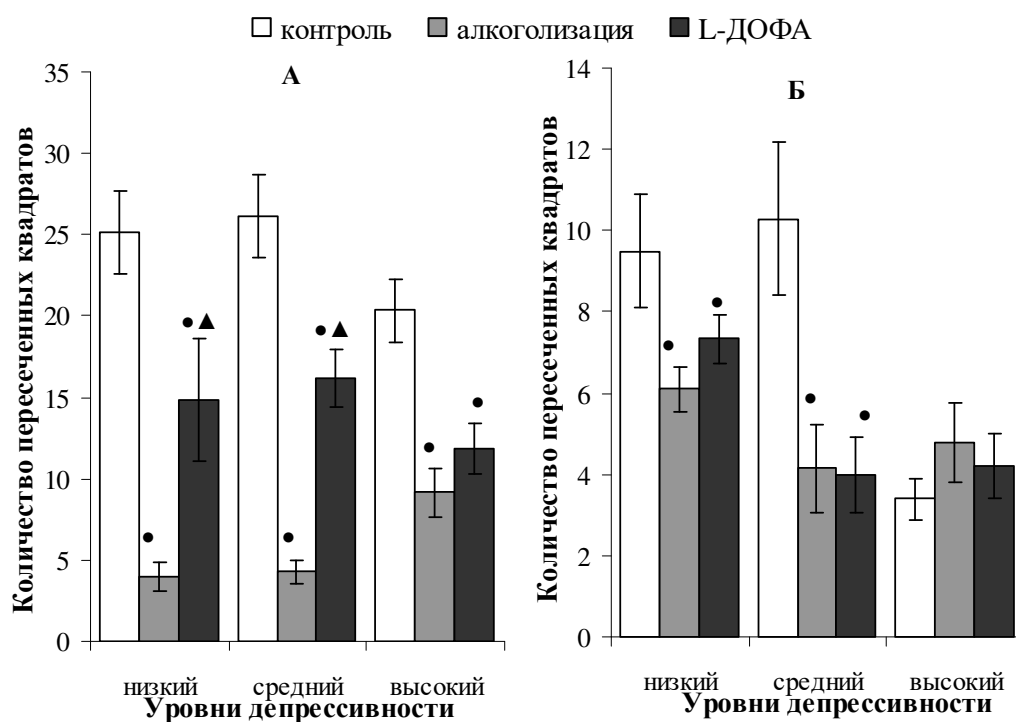 контроль алкоголизация L-ДОФА
А
Количество пересеченных квадратов
35
30
25
20
15
10
5
0
низкий средний высокий
Уровни депрессивности
Б
Количество пересеченных квадратов
14
12
10
8
6
4
2
0
низкий средний высокий
Уровни депрессивности